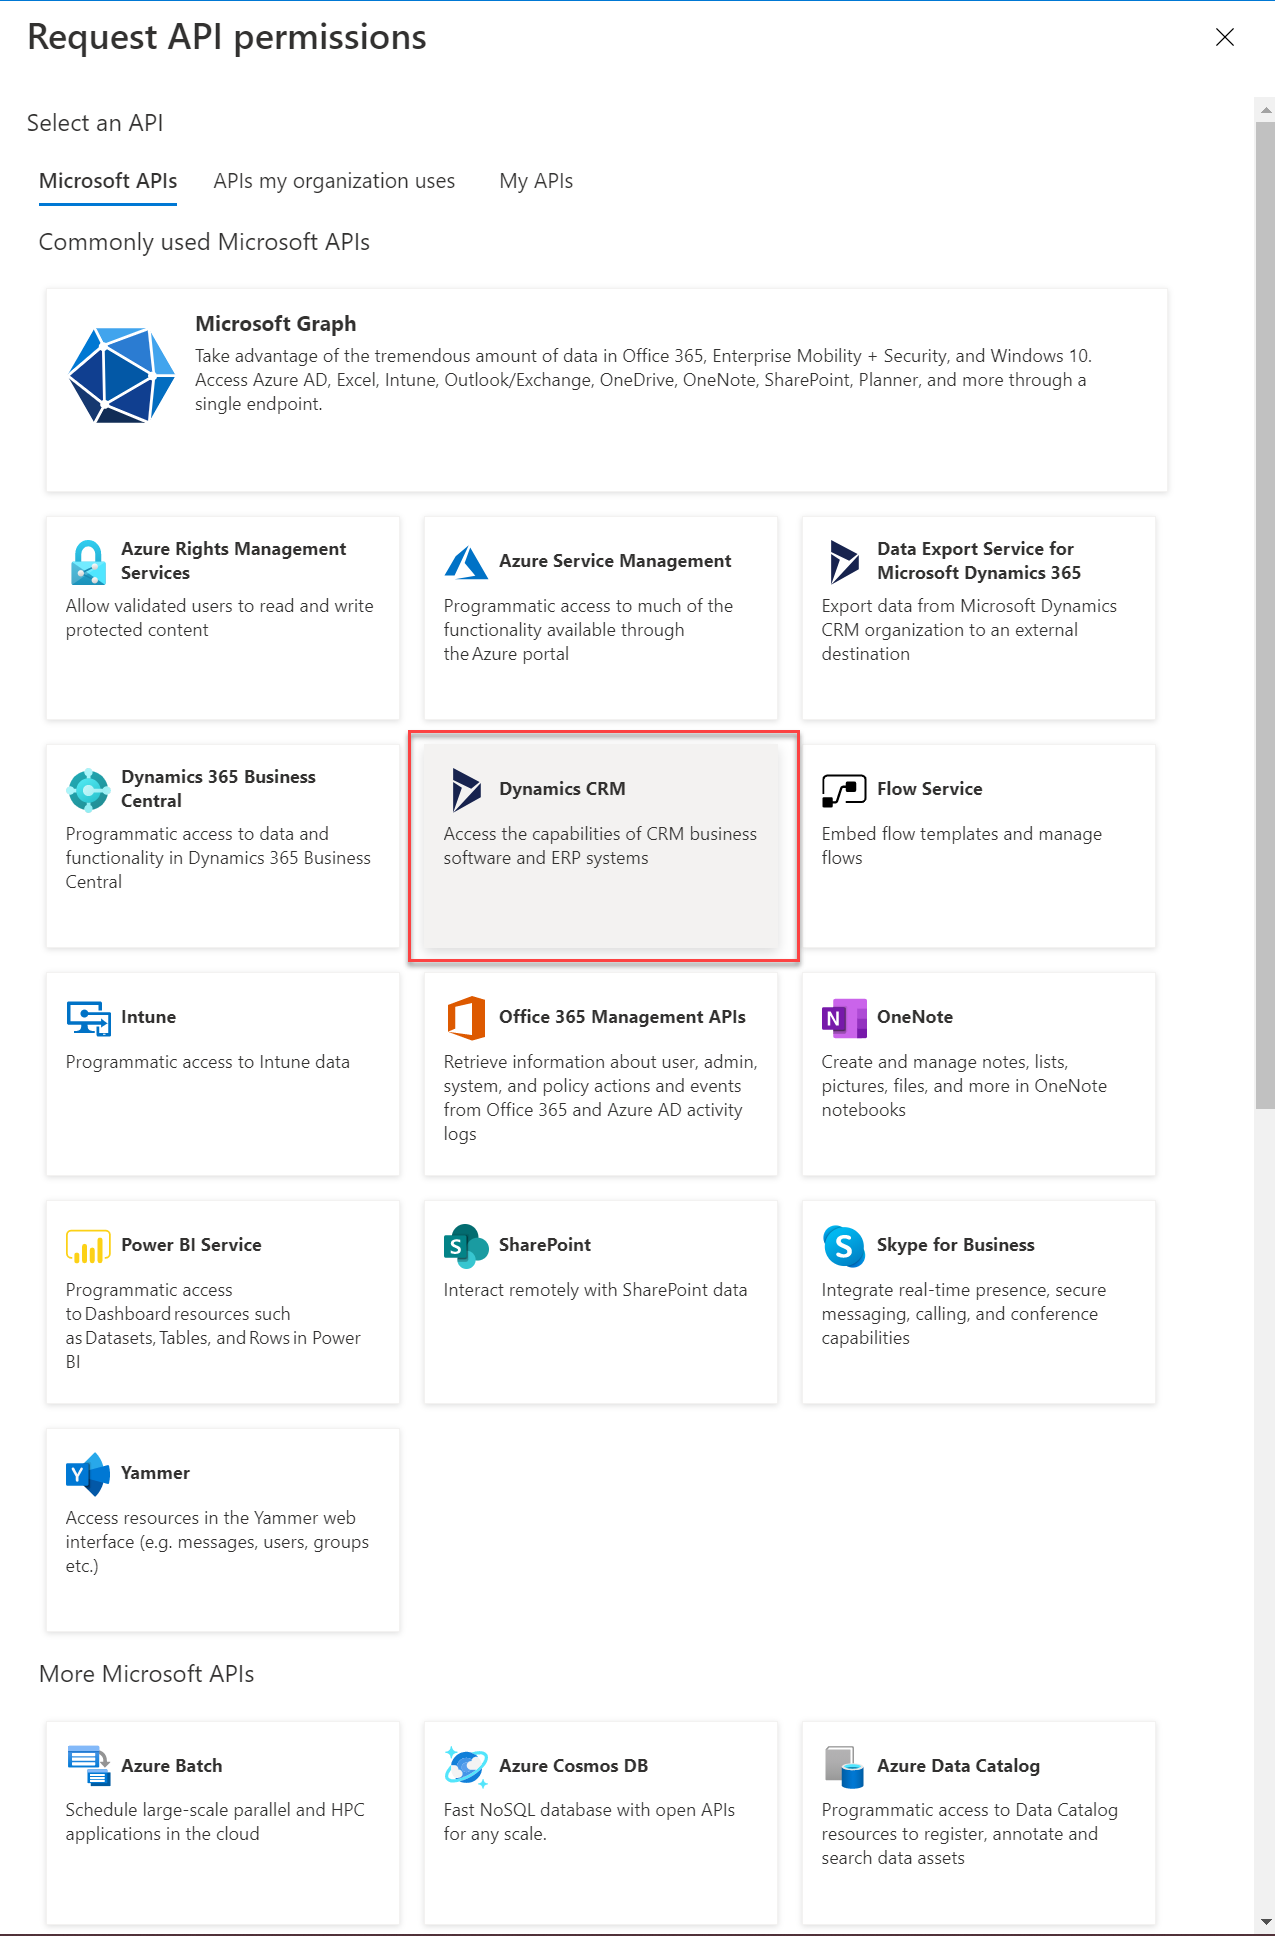 Request API permissions
Select an API
Microsoft APIs
APIs my organization uses
My APIs
Commonly used Microsoft APIs
Microsoft Graph
Take advantage of the tremendous amount of data in Office 365, Enterprise Mobility + Security, and Windows 10.
Access Azure AD, Excel, Intune, Outlook/Exchange, OneDrive, OneNote, SharePoint, Planner, and more through a
single endpoint.
Azure Rights Management
Services
Allow validated users to read and write
protected content
Azure Service Management
Programmatic access to much of the
functionality available through
the Azure portal
Data Export Service for
Microsoft Dynamics 365
Export data from Microsoft Dynamics
CRM organization to an external
destination
Dynamics 365 Business
Central
Programmatic access to data and
functionality in Dynamics 365 Business
Central
Dynamics CRM
Access the capabilities of CRM business
software and ERP systems
Flow Service
Embed flow templates and manage
flows
Intune
Programmatic access to Intune data
Office 365 Management APIs
Retrieve information about user, admin,
system, and policy actions and events
from Office 365 and Azure AD activity
logs
N
OneNote
Create and manage notes, lists,
pictures, files, and more in OneNote
notebooks
Power BI Service
Programmatic access
to Dashboard resources such
as Datasets, Tables, and Rows in Power
BI
S
SharePoint
Interact remotely with SharePoint data
S
Skype for Business
Integrate real-time presence, secure
messaging, calling, and conference
capabilities
Y
Yammer
Access resources in the Yammer web
interface (e.g. messages, users, groups
etc.)
More Microsoft APIs
Azure Batch
Schedule large-scale parallel and HPC
applications in the cloud
Azure Cosmos DB
Fast NoSQL database with open APIs
for any scale.
Azure Data Catalog
Programmatic access to Data Catalog
resources to register, annotate and
search data assets